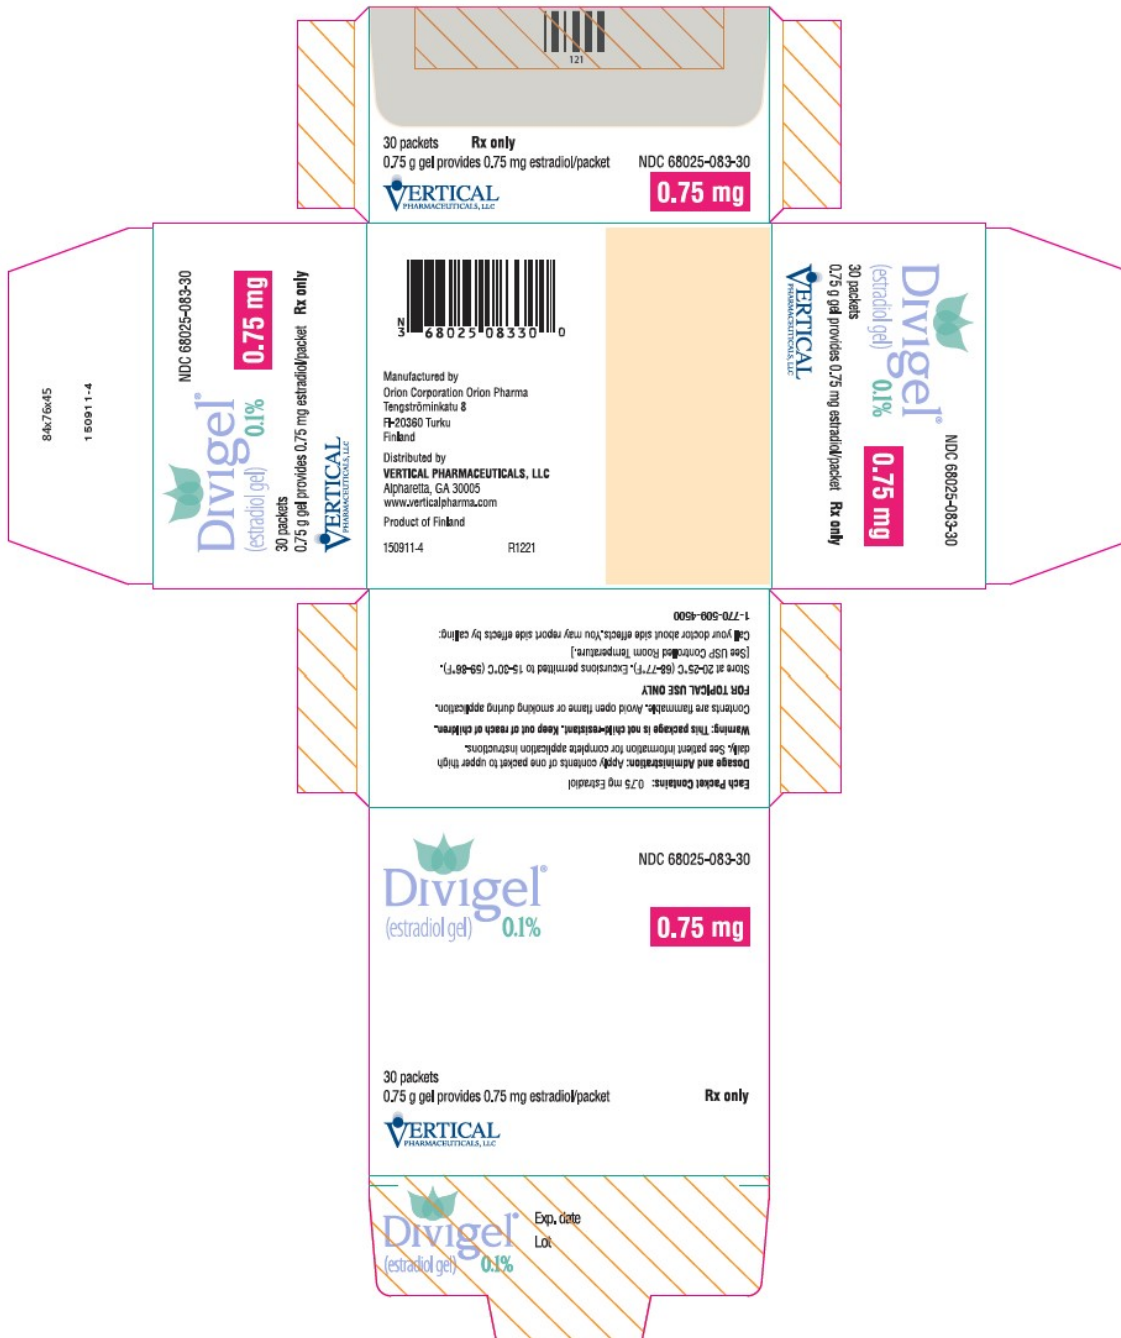 121
30 packets Rx only
0.75 g gel provides 0.75 mg estradiol/packet NDC 68025-083-30
VERTICAL
PHARMACEUTICALS, LLC
0.75 mg
84x76x45
150911-4
NDC 68025-083-30
0.75 mg
Divigel®
(estradiol gel) 0.1%
30 packets
0.75 g gel provides 0.75 mg estradiol/packet Rx only
VERTICAL
PHARMACEUTICALS, LLC
N
3 68025 08330 0
Manufactured by
Orion Corporation Orion Pharma
Tengströminkatu 8
FI-20360 Turku
Finland
Distributed by
VERTICAL PHARMACEUTICALS, LLC
Alpharetta, GA 30005
www.verticalpharma.com
Product of Finland
150911-4 R1221
Divigel®
(estradiol gel) 0.1%
NDC 68025-083-30
0.75 mg
30 packets
0.75 g gel provides 0.75 mg estradiol/packet Rx only
VERTICAL
PHARMACEUTICALS, LLC
Each Packet Contains: 0.75 mg Estradiol
Dosage and Administration: Apply contents of one packet to upper thigh
daily. See patient information for complete application instructions.
Warning: This package is not child-resistant. Keep out of reach of children.
Contents are flammable. Avoid open flame or smoking during application.
FOR TOPICAL USE ONLY
Store at 20-25°C (68-77°F). Excursions permitted to 15-30°C (59-86°F).
[See USP Controlled Room Temperature.]
Call your doctor about side effects.You may report side effects by calling:
1-770-509-4500
Divigel®
(estradiol gel) 0.1%
NDC 68025-083-30
0.75 mg
30 packets
0.75 g gel provides 0.75 mg estradiol/packet Rx only
VERTICAL
PHARMACEUTICALS, LLC
Divigel®
(estradiol gel) 0.1%
Exp. date
Lot